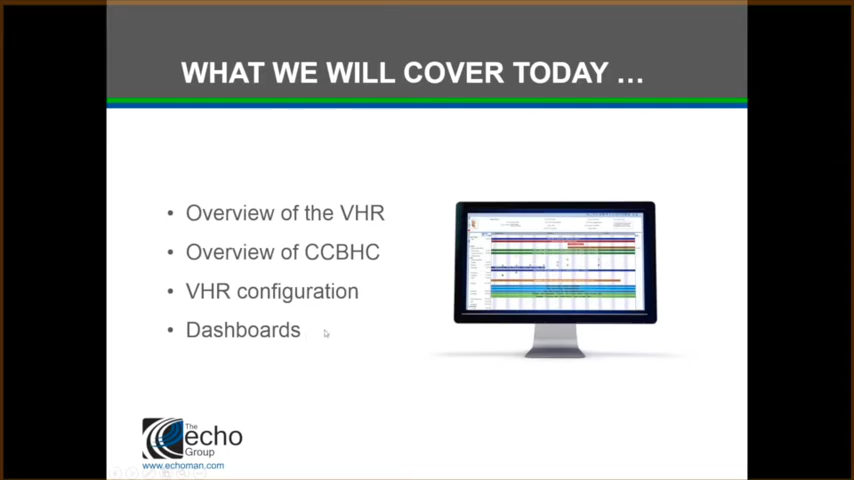 WHAT WE WILL COVER TODAY …
• Overview of the VHR
• Overview of CCBHC
• VHR configuration
• Dashboards
The
echo
Group
www.echoman.com